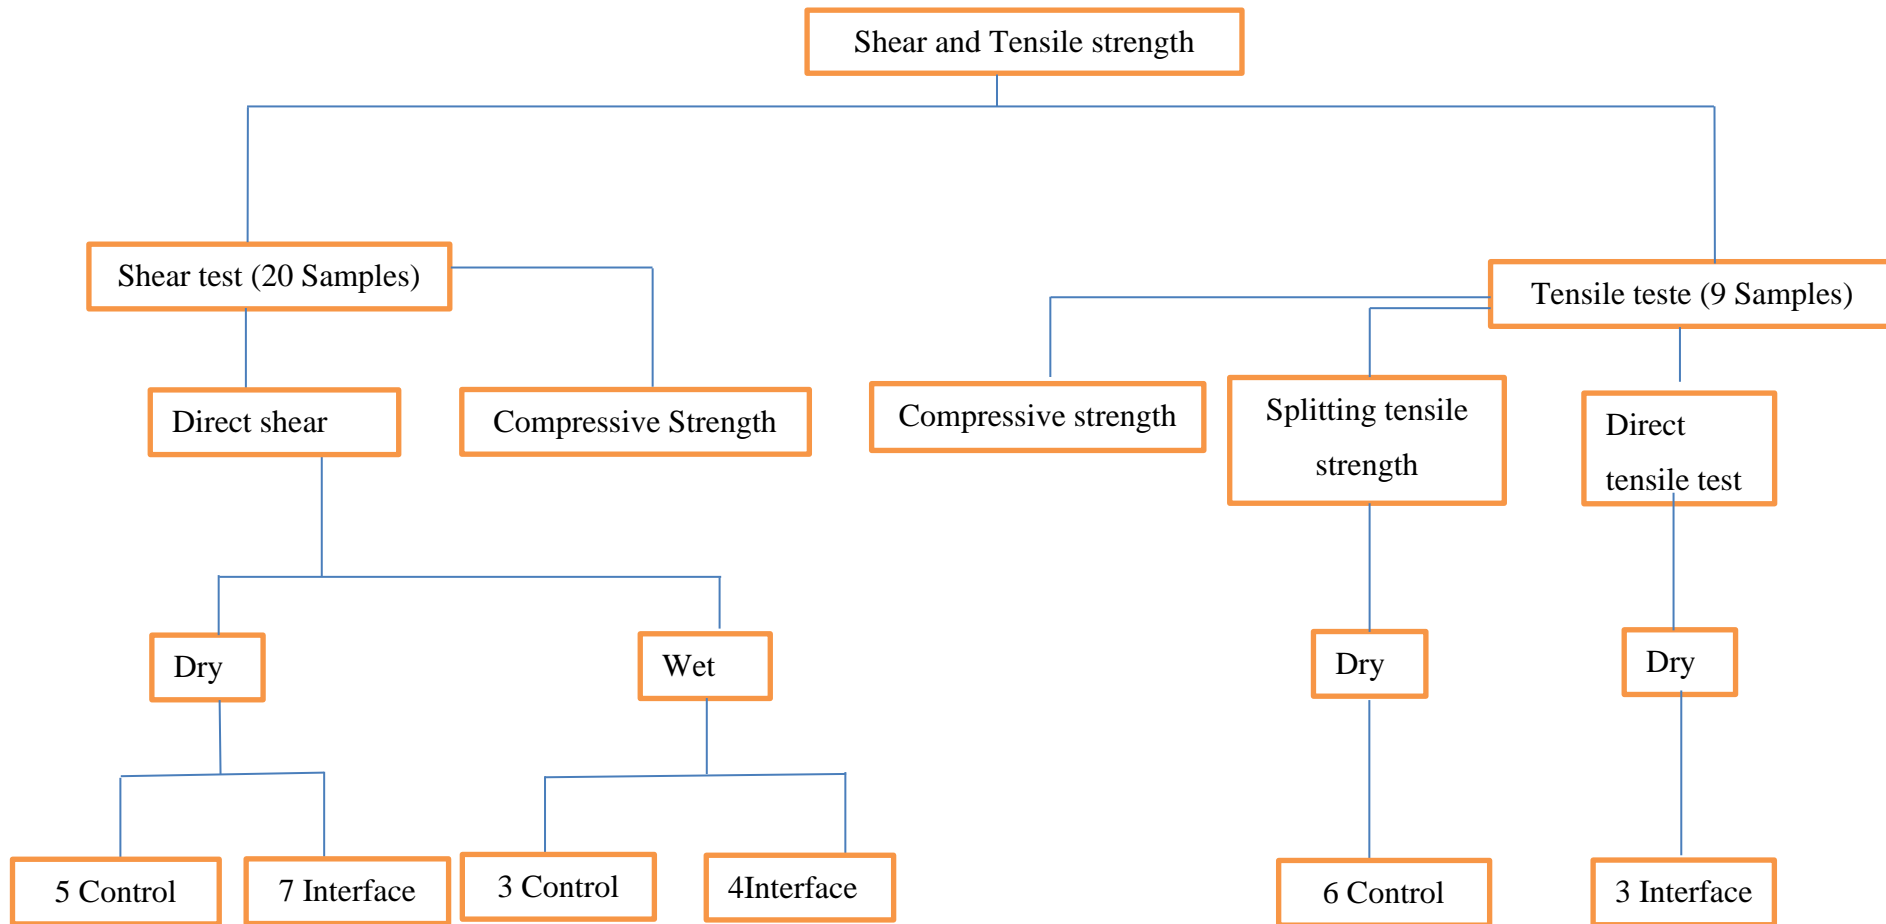 Shear and Tensile strength
Shear test (20 Samples)
Tensile teste (9 Samples)
Direct shear
Compressive Strength
Compressive strength
Splitting tensile
strength
Direct
tensile test
Dry
Wet
Dry
Dry
5 Control
7 Interface
3 Control
4Interface
6 Control
3 Interface